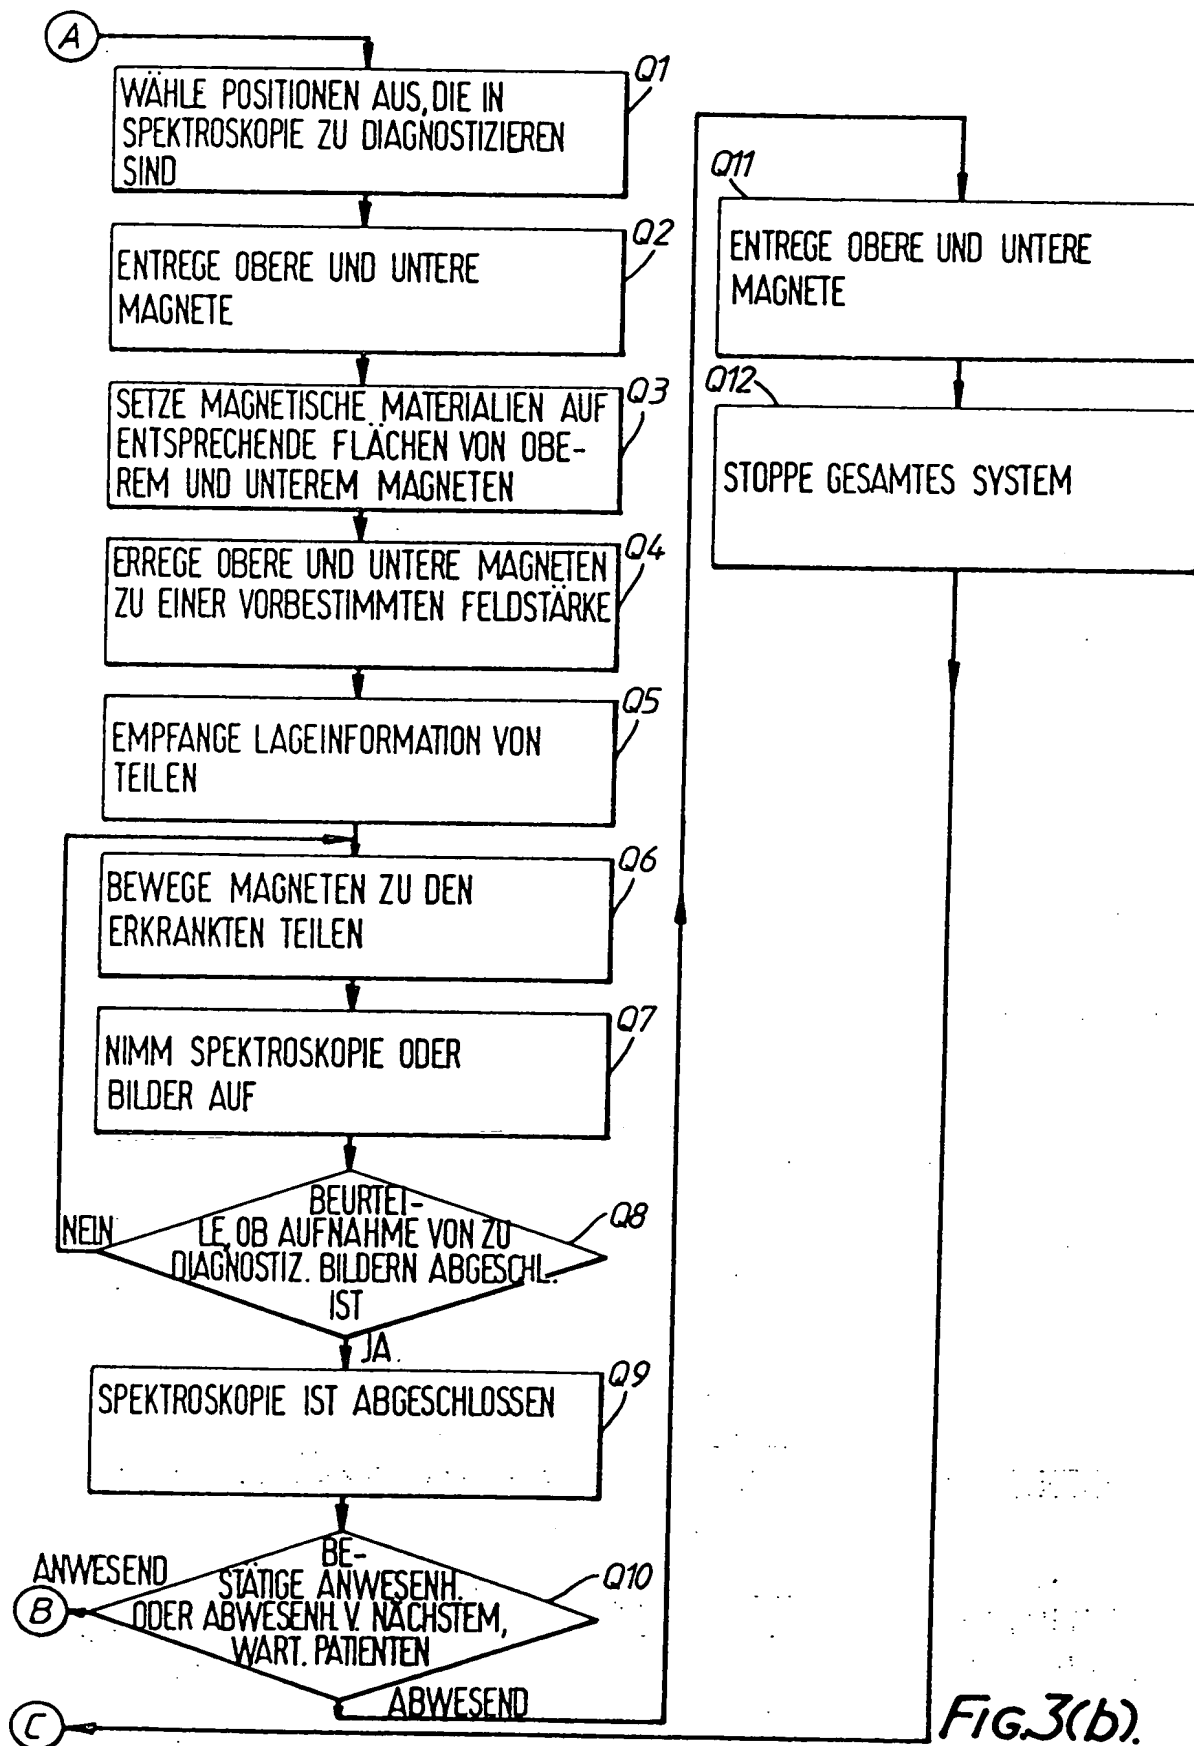 A
Q1
WÄHLE POSITIONEN AUS, DIE IN
SPEKTROSKOPIE ZU DIAGNOSTIZIEREN
SIND
Q2
ENTREGE OBERE UND UNTERE
MAGNETE
Q3
SETZE MAGNETISCHE MATERIALIEN AUF
ENTSPRECHENDE FLÄCHEN VON OBE-
REM UND UNTEREM MAGNETEN
Q4
ERREGE OBERE UND UNTERE MAGNETEN
ZU EINER VORBESTIMMTEN FELDSTÄRKE
Q5
EMPFANGE LAGEINFORMATION VON
TEILEN
Q6
BEWEGE MAGNETEN ZU DEN
ERKRANKTEN TEILEN
Q7
NIMM SPEKTROSKOPIE ODER
BILDER AUF
Q8
BEURTEI-
LE, OB AUFNAHME VON ZU
DIAGNOSTIZ. BILDERN ABGESCHL.
IST
NEIN
JA.
Q9
SPEKTROSKOPIE IST ABGESCHLOSSEN
Q10
BE-
STÄTIGE ANWESENH.
ODER ABWESENH. V. NÄCHSTEM,
WART. PATIENTEN
ANWESEND
B
ABWESEND
Q11
ENTREGE OBERE UND UNTERE
MAGNETE
Q12
STOPPE GESAMTES SYSTEM
C
FIG.3(b).